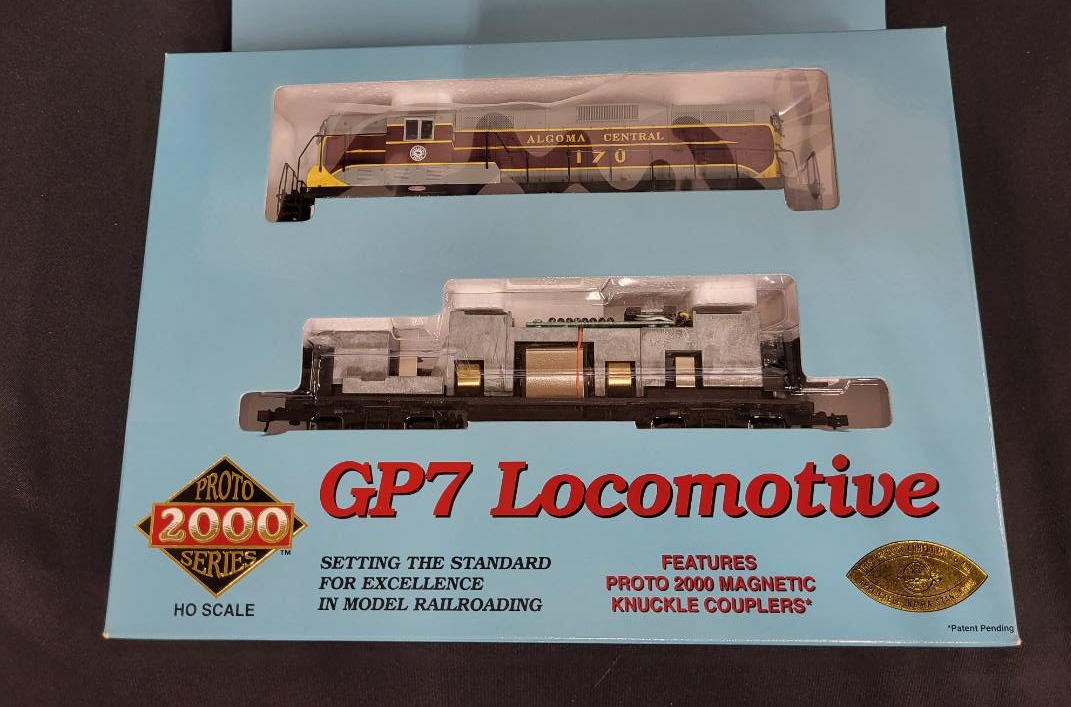 ALGOMA CENTRAL
170
PROTO
2000
SERIES
™
HO SCALE
GP7 Locomotive
SETTING THE STANDARD
FOR EXCELLENCE
IN MODEL RAILROADING
FEATURES
PROTO 2000 MAGNETIC
KNUCKLE COUPLERS*
*Patent Pending